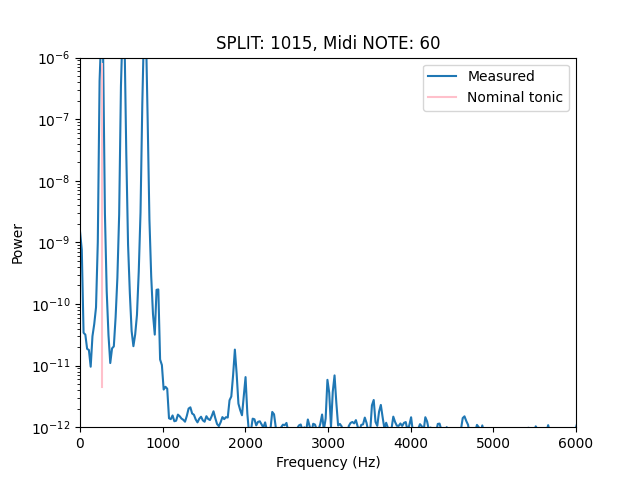 SPLIT: 1015, Midi NOTE: 60
Measured
Nominal tonic
Power
10⁻⁶
10⁻⁷
10⁻⁸
10⁻⁹
10⁻¹⁰
10⁻¹¹
10⁻¹²
0 1000 2000 3000 4000 5000 6000
Frequency (Hz)